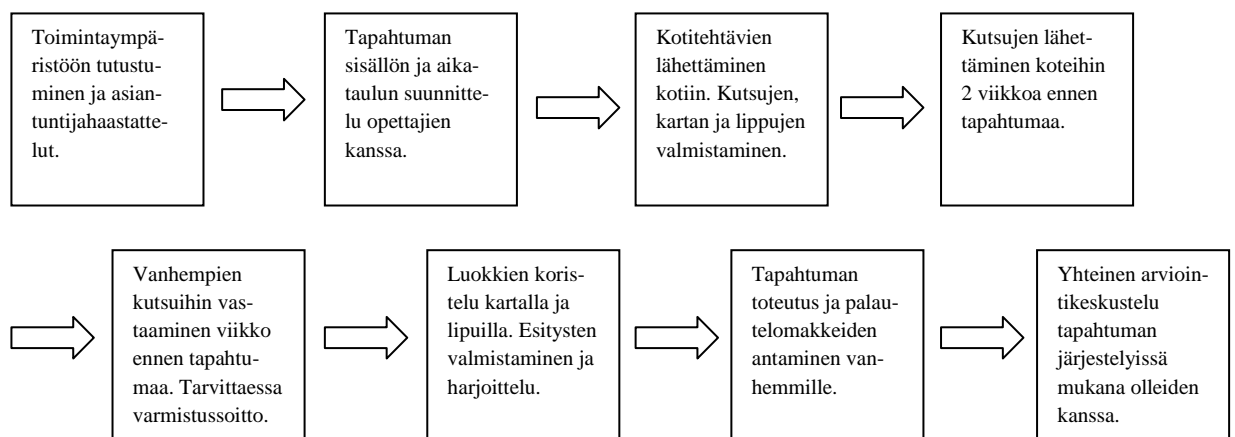 Toimintaympä-
ristöön tutustu-
minen ja asian-
tuntijahaastatte-
lut.
Tapahtuman
sisällön ja aika-
taulun suunnitte-
lu opettajien
kanssa.
Kotitehtävien
lähettäminen
kotiin. Kutsujen,
kartan ja lippujen
valmistaminen.
Kutsujen lähet-
täminen koteihin
2 viikkoa ennen
tapahtumaa.
Vanhempien
kutsuihin vas-
taaminen viikko
ennen tapahtu-
maa. Tarvittaessa
varmistussoitto.
Luokkien koris-
telu kartalla ja
lipuilla. Esitysten
valmistaminen ja
harjoittelu.
Tapahtuman
toteutus ja palau-
telomakkeiden
antaminen van-
hemmille.
Yhteinen arvioin-
tikeskustelu
tapahtuman
järjestelyissä
mukana olleiden
kanssa.